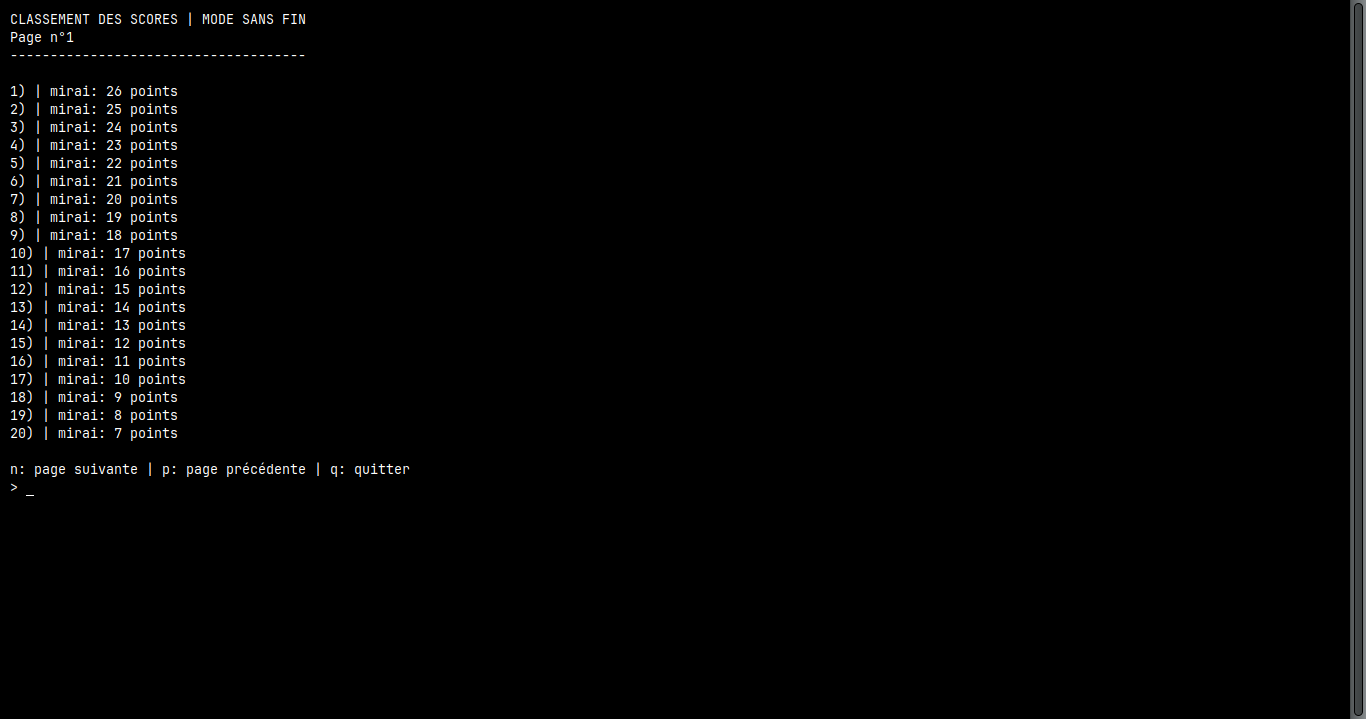 CLASSEMENT DES SCORES | MODE SANS FIN
Page n°1
-------------------------------------
1) | mirai: 26 points
2) | mirai: 25 points
3) | mirai: 24 points
4) | mirai: 23 points
5) | mirai: 22 points
6) | mirai: 21 points
7) | mirai: 20 points
8) | mirai: 19 points
9) | mirai: 18 points
10) | mirai: 17 points
11) | mirai: 16 points
12) | mirai: 15 points
13) | mirai: 14 points
14) | mirai: 13 points
15) | mirai: 12 points
16) | mirai: 11 points
17) | mirai: 10 points
18) | mirai: 9 points
19) | mirai: 8 points
20) | mirai: 7 points
n: page suivante | p: page précédente | q: quitter
> _